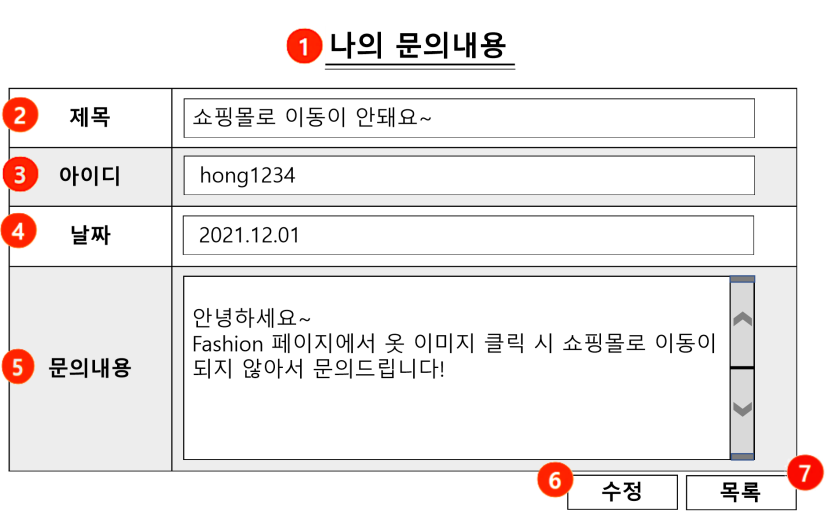 1 나의 문의내용
2 제목 쇼핑몰로 이동이 안돼요~
3 아이디 hong1234
4 날짜 2021.12.01
안녕하세요~
Fashion 페이지에서 옷 이미지 클릭 시 쇼핑몰로 이동이
5 문의내용 되지 않아서 문의드립니다!
6 수정 목록 7